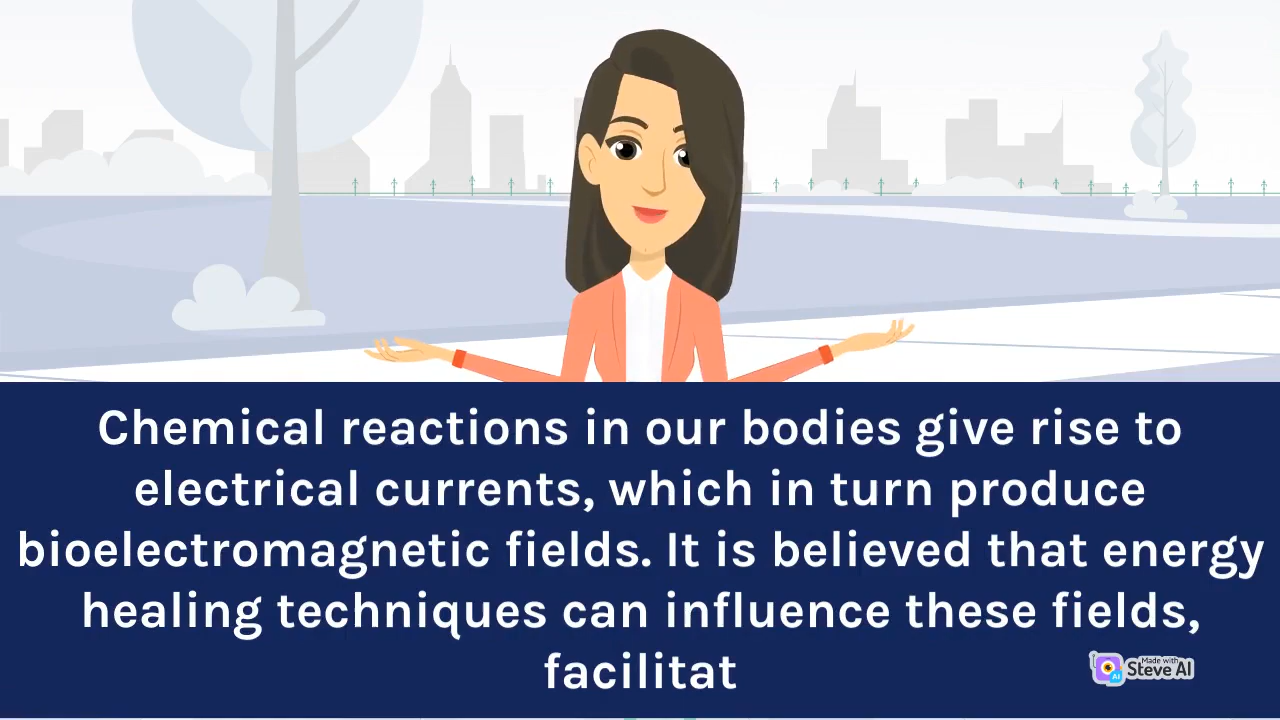 Chemical reactions in our bodies give rise to
electrical currents, which in turn produce
bioelectromagnetic fields. It is believed that energy
healing techniques can influence these fields,
facilitat
Made with
Steve AI
AI